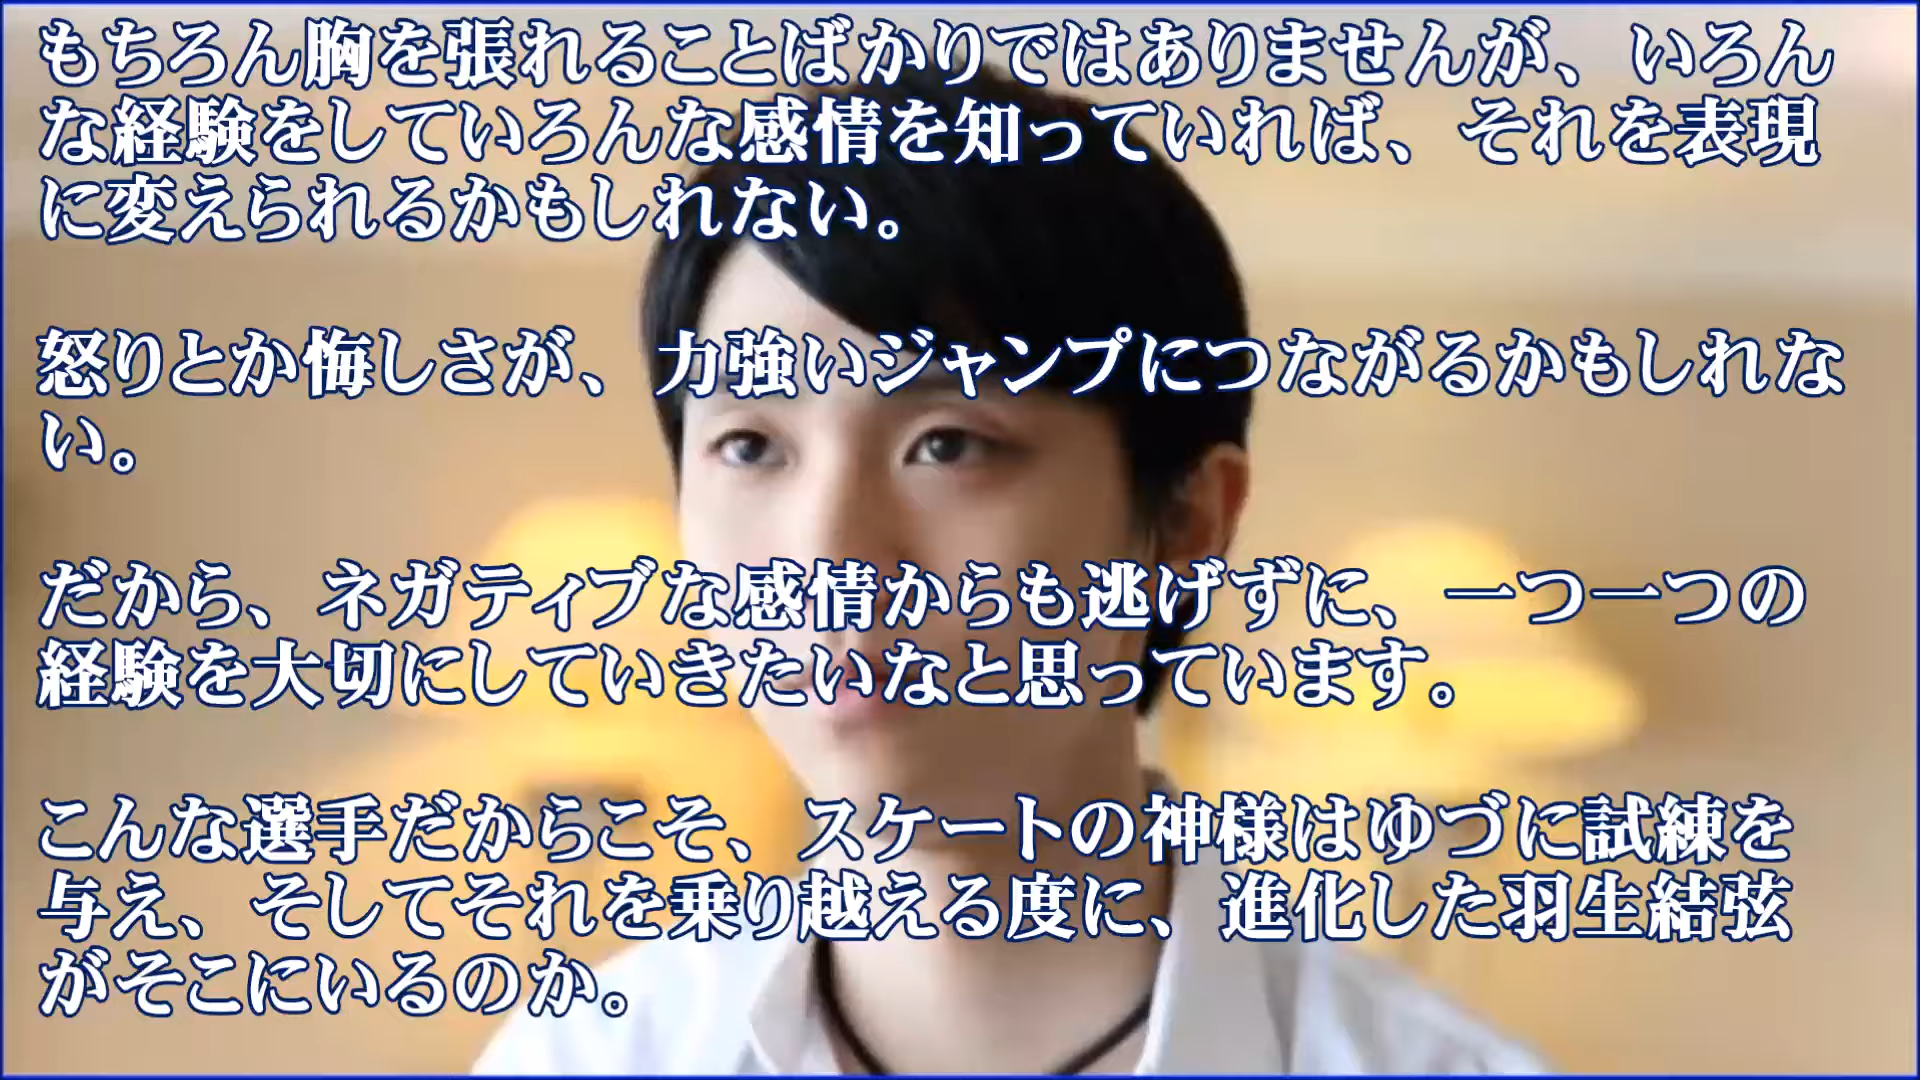 もちろん胸を張れることばかりではありませんが、いろん
な経験をしていろんな感情を知っていれば、それを表現
に変えられるかもしれない。
怒りとか悔しさが、力強いジャンプにつながるかもしれな
い。
だから、ネガティブな感情からも逃げずに、一つ一つの
経験を大切にしていきたいなと思っています。
こんな選手だからこそ、スケートの神様はゆづに試練を
与え、そしてそれを乗り越える度に、進化した羽生結弦
がそこにいるのか。